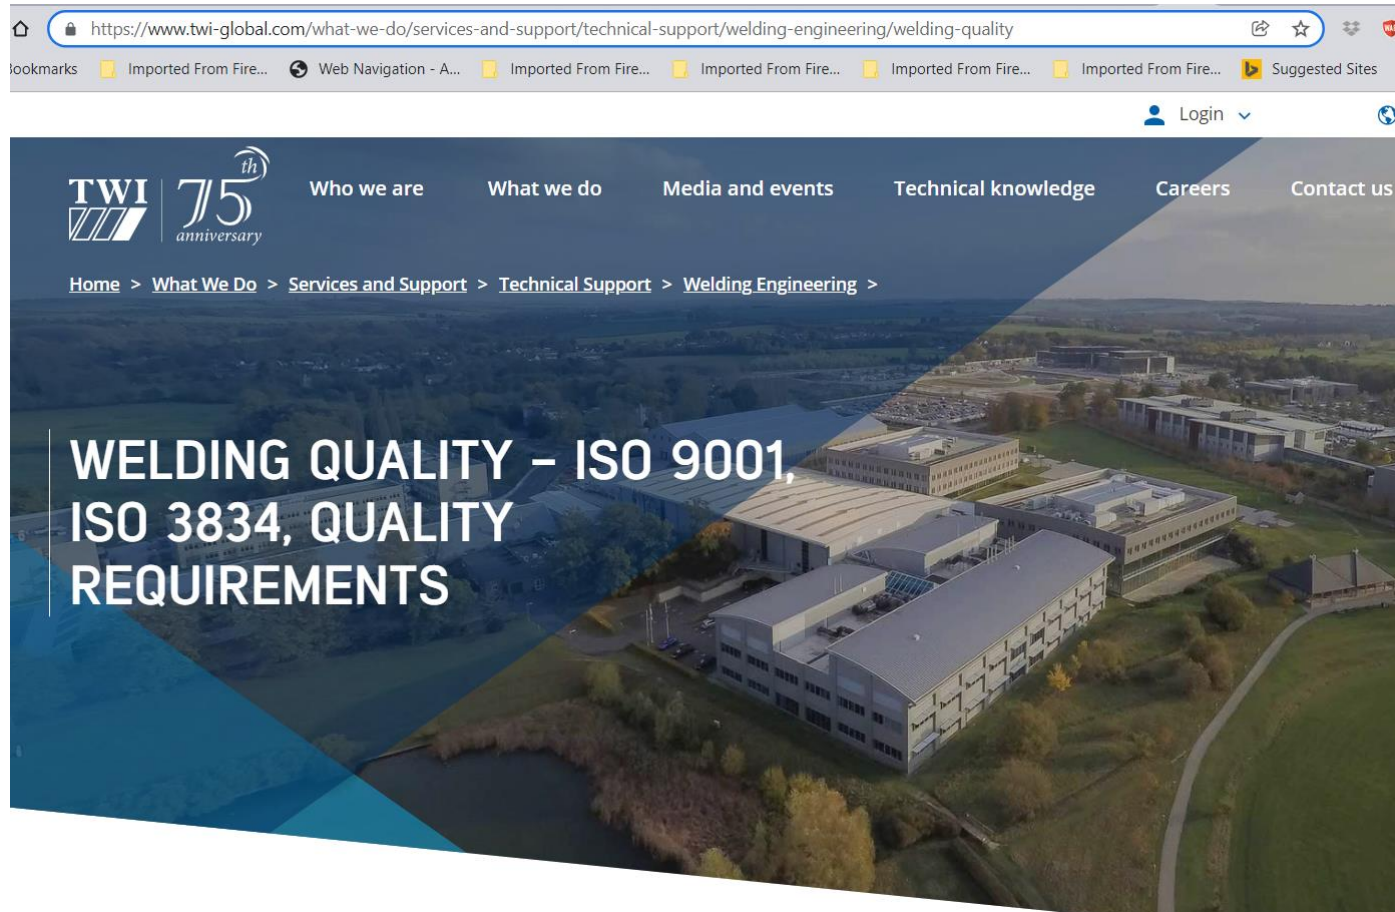 https://www.twi-global.com/what-we-do/services-and-support/technical-support/welding-engineering/welding-quality
Bookmarks Imported From Fire... Web Navigation - A... Imported From Fire... Imported From Fire... Imported From Fire... Imported From Fire... Suggested Sites
Login
TWI 75th anniversary Who we are What we do Media and events Technical knowledge Careers Contact us
Home > What We Do > Services and Support > Technical Support > Welding Engineering >
WELDING QUALITY – ISO 9001,
ISO 3834, QUALITY
REQUIREMENTS